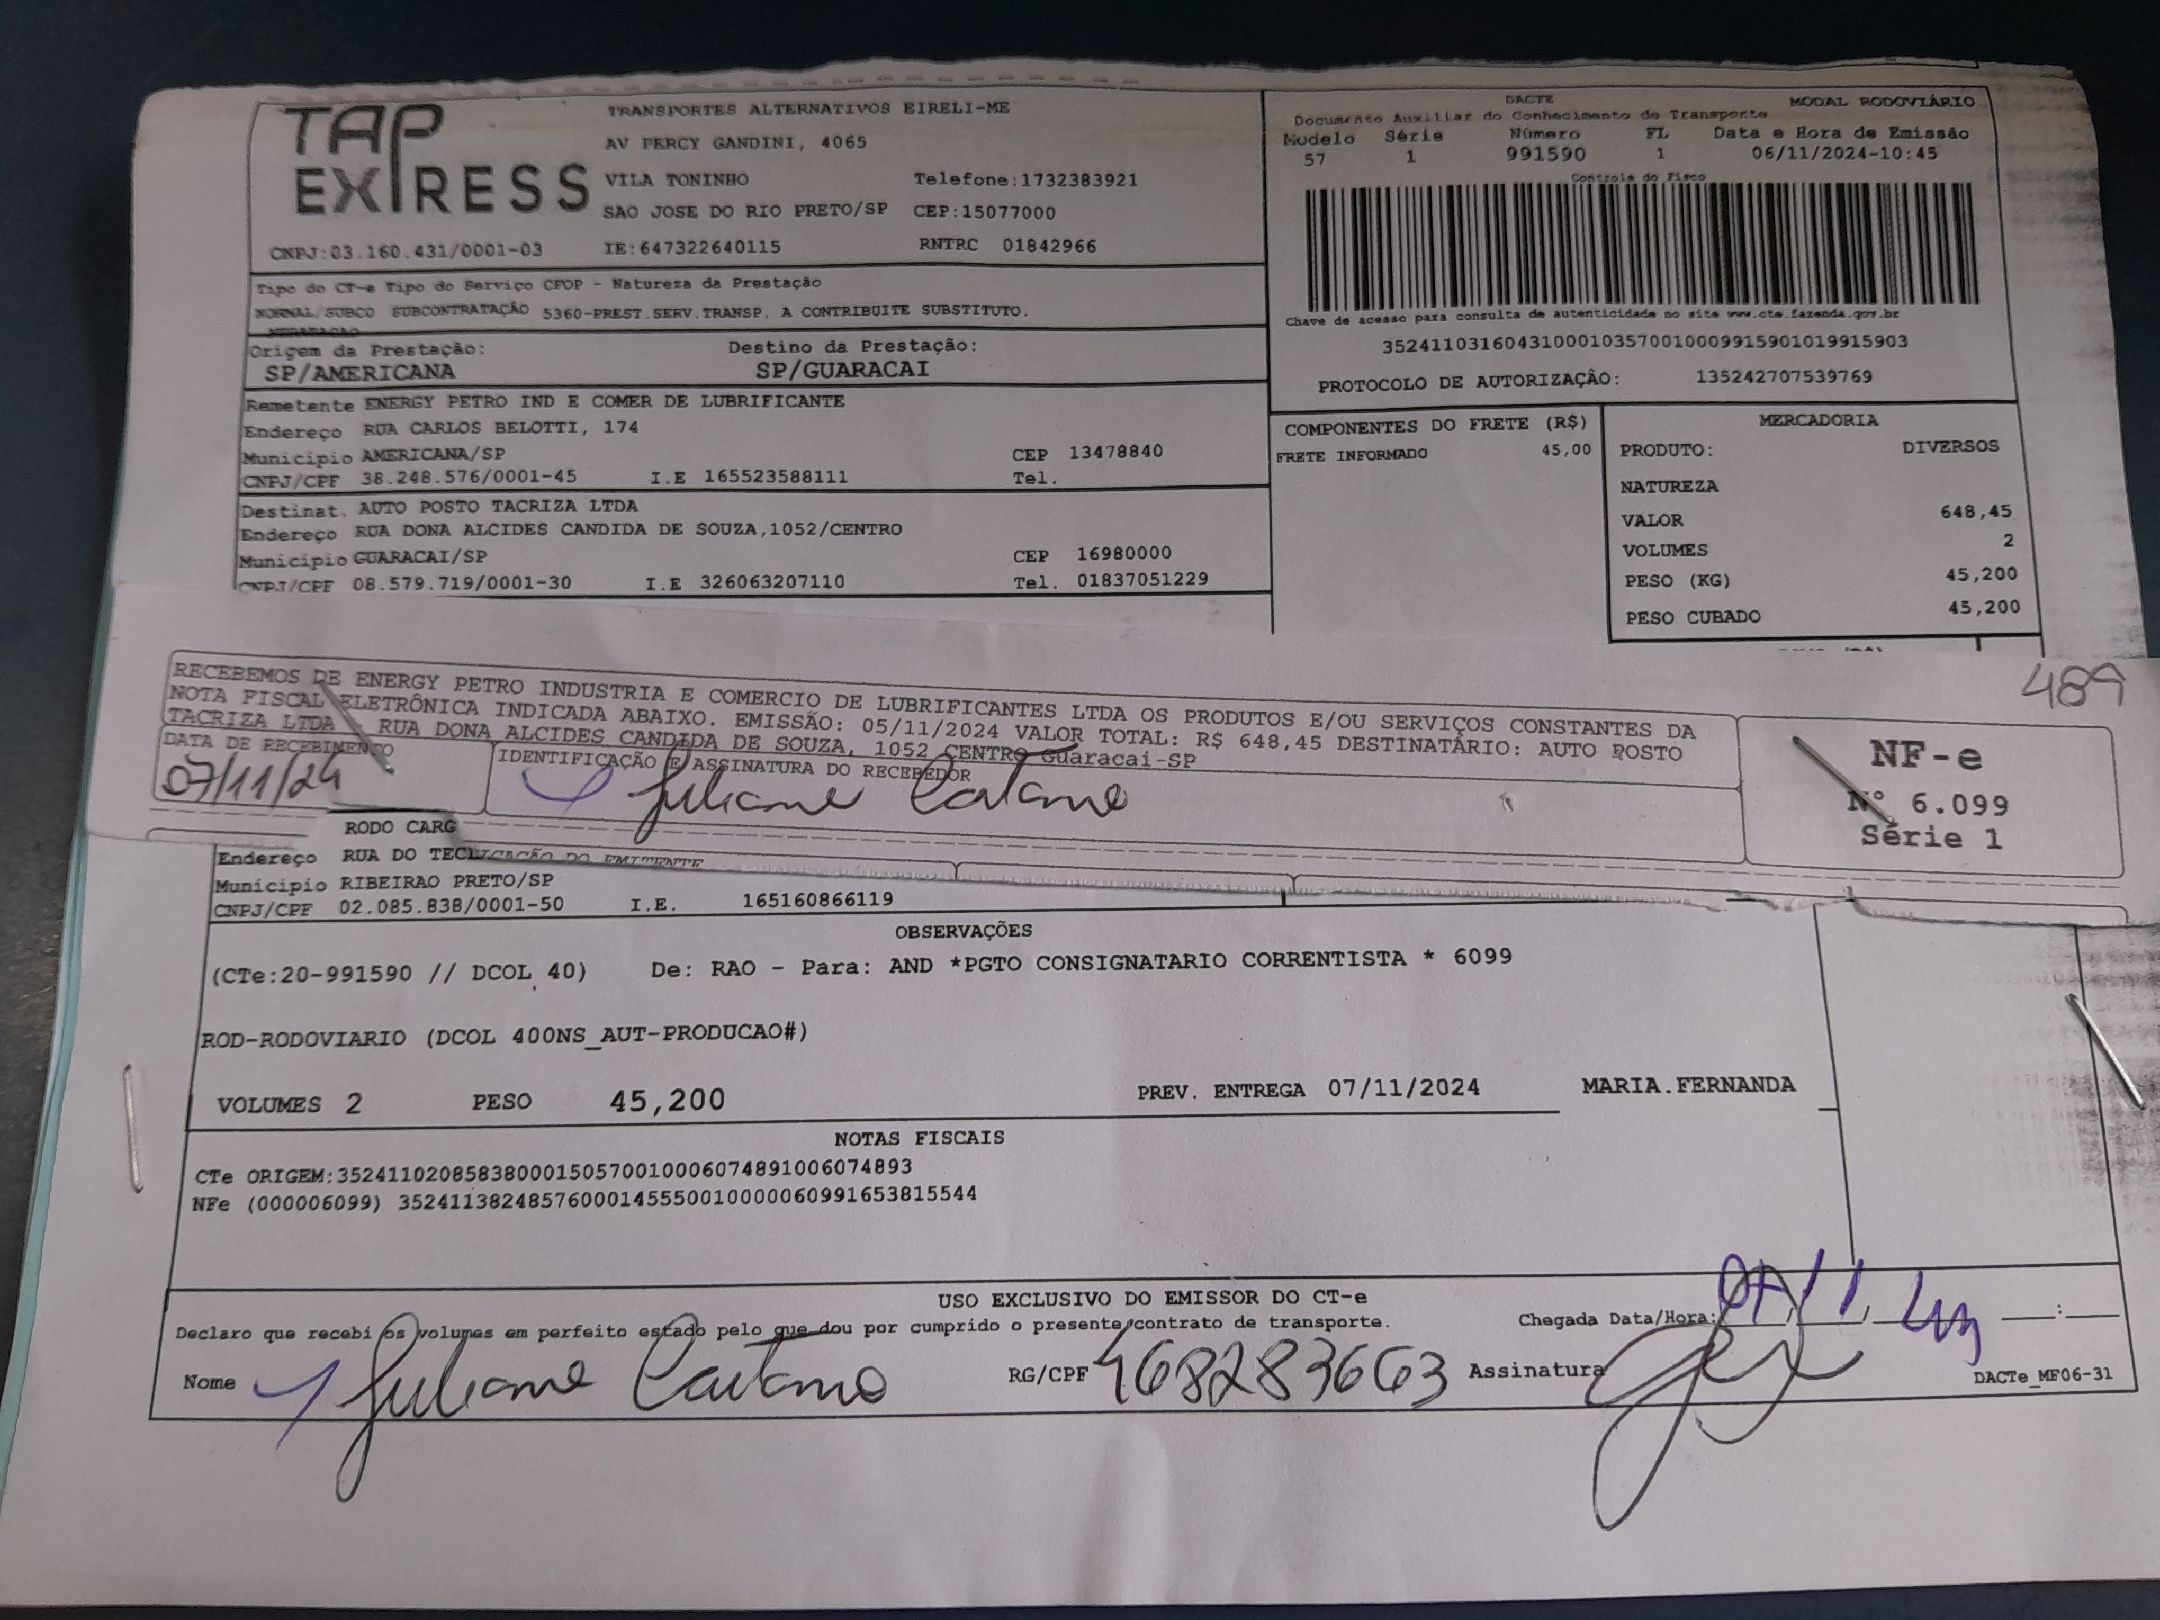 TAP EXPRESS
TRANSPORTES ALTERNATIVOS EIRELI-ME
AV PERCY GANDINI, 4065
VILA TONINHO Telefone:1732383921
SAO JOSE DO RIO PRETO/SP CEP:15077000
CNPJ:03.160.431/0001-03 IE:647322640115 RNTRC 01842966
DACTE MODAL RODOVIÁRIO
Documento Auxiliar do Conhecimento de Transporte
Modelo Série Número FL Data e Hora de Emissão
57 1 991590 1 06/11/2024-10:45
Controle do Fisco
Chave de acesso para consulta de autenticidade no site www.cte.fazenda.gov.br
35241103160431000103570010009915901019915903
PROTOCOLO DE AUTORIZAÇÃO: 135242707539769
Tipo do CT-e Tipo do Serviço CFOP - Natureza da Prestação
NORMAL/SUBCO SUBCONTRATAÇÃO 5360-PREST.SERV.TRANSP. A CONTRIBUITE SUBSTITUTO.
Origem da Prestação: Destino da Prestação:
SP/AMERICANA SP/GUARACAI
Remetente ENERGY PETRO IND E COMER DE LUBRIFICANTE
Endereço RUA CARLOS BELOTTI, 174
Município AMERICANA/SP CEP 13478840
CNPJ/CPF 38.248.576/0001-45 I.E 165523588111 Tel.
Destinat. AUTO POSTO TACRIZA LTDA
Endereço RUA DONA ALCIDES CANDIDA DE SOUZA,1052/CENTRO
Município GUARACAI/SP CEP 16980000
CNPJ/CPF 08.579.719/0001-30 I.E 326063207110 Tel. 01837051229
COMPONENTES DO FRETE (R$)
FRETE INFORMADO 45,00
MERCADORIA
PRODUTO: DIVERSOS
NATUREZA
VALOR 648,45
VOLUMES 2
PESO (KG) 45,200
PESO CUBADO 45,200
489
RECEBEMOS DE ENERGY PETRO INDUSTRIA E COMERCIO DE LUBRIFICANTES LTDA OS PRODUTOS E/OU SERVIÇOS CONSTANTES DA
NOTA FISCAL ELETRÔNICA INDICADA ABAIXO. EMISSÃO: 05/11/2024 VALOR TOTAL: R$ 648,45 DESTINATÁRIO: AUTO POSTO
TACRIZA LTDA - RUA DONA ALCIDES CANDIDA DE SOUZA, 1052 CENTRO Guaracai-SP
DATA DE RECEBIMENTO IDENTIFICAÇÃO E ASSINATURA DO RECEBEDOR
07/11/24 Juliane Caetano
NF-e
Nº 6.099
Série 1
RODO CARG
Endereço RUA DO TEC
Município RIBEIRAO PRETO/SP
CNPJ/CPF 02.085.838/0001-50 I.E. 165160866119
OBSERVAÇÕES
(CTe:20-991590 // DCOL 40) De: RAO - Para: AND *PGTO CONSIGNATARIO CORRENTISTA * 6099
ROD-RODOVIARIO (DCOL 400NS_AUT-PRODUCAO#)
VOLUMES 2 PESO 45,200 PREV. ENTREGA 07/11/2024 MARIA.FERNANDA
NOTAS FISCAIS
CTe ORIGEM:35241102085838000150570010006074891006074893
NFe (000006099) 35241138248576000145550010000060991653815544
USO EXCLUSIVO DO EMISSOR DO CT-e
Declaro que recebi os volumes em perfeito estado pelo que dou por cumprido o presente contrato de transporte.
Chegada Data/Hora: 07/11/
Nome Juliane Caetano RG/CPF 46828366​3 Assinatura
DACTe_MF06-31